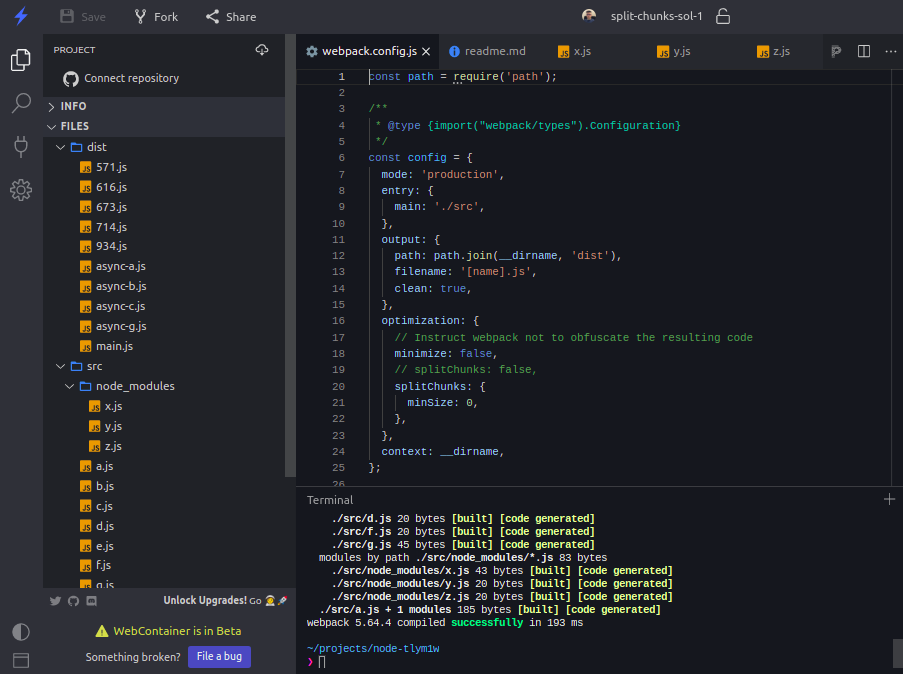 Save
Fork
Share
split-chunks-sol-1
PROJECT
Connect repository
INFO
FILES
dist
571.js
616.js
673.js
714.js
934.js
async-a.js
async-b.js
async-c.js
async-g.js
main.js
src
node_modules
x.js
y.js
z.js
a.js
b.js
c.js
d.js
e.js
f.js
g.js
Unlock Upgrades! Go
WebContainer is in Beta
Something broken? File a bug
webpack.config.js
readme.md
x.js
y.js
z.js
1 const path = require('path');
2
3 /**
4 * @type {import("webpack/types").Configuration}
5 */
6 const config = {
7 mode: 'production',
8 entry: {
9 main: './src',
10 },
11 output: {
12 path: path.join(__dirname, 'dist'),
13 filename: '[name].js',
14 clean: true,
15 },
16 optimization: {
17 // Instruct webpack not to obfuscate the resulting code
18 minimize: false,
19 // splitChunks: false,
20 splitChunks: {
21 minSize: 0,
22 },
23 },
24 context: __dirname,
25 };
26
Terminal
./src/d.js 20 bytes [built] [code generated]
./src/f.js 20 bytes [built] [code generated]
./src/g.js 45 bytes [built] [code generated]
modules by path ./src/node_modules/*.js 83 bytes
./src/node_modules/x.js 43 bytes [built] [code generated]
./src/node_modules/y.js 20 bytes [built] [code generated]
./src/node_modules/z.js 20 bytes [built] [code generated]
./src/a.js + 1 modules 185 bytes [built] [code generated]
webpack 5.64.4 compiled successfully in 193 ms
~/projects/node-tlym1w
❯